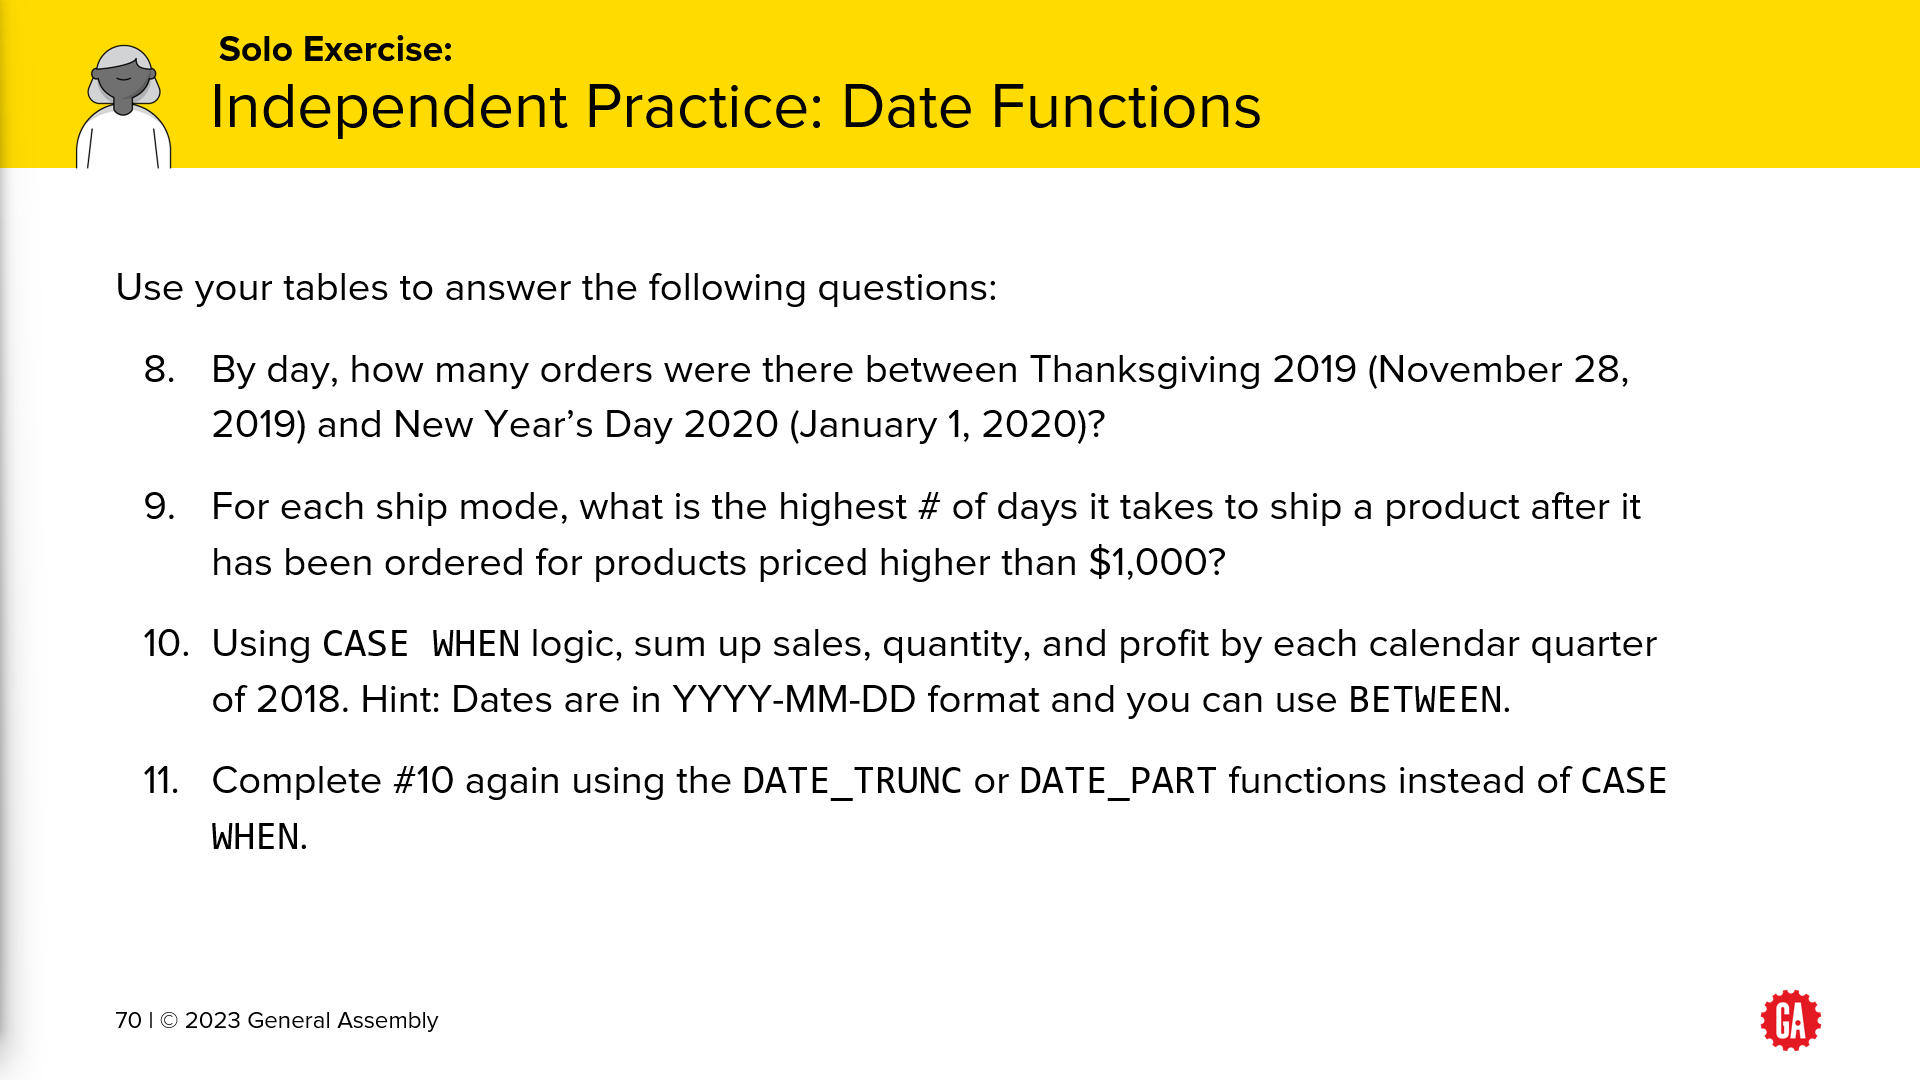 Solo Exercise:
Independent Practice: Date Functions
Use your tables to answer the following questions:
8. By day, how many orders were there between Thanksgiving 2019 (November 28,
2019) and New Year’s Day 2020 (January 1, 2020)?
9. For each ship mode, what is the highest # of days it takes to ship a product after it
has been ordered for products priced higher than $1,000?
10. Using CASE WHEN logic, sum up sales, quantity, and profit by each calendar quarter
of 2018. Hint: Dates are in YYYY-MM-DD format and you can use BETWEEN.
11. Complete #10 again using the DATE_TRUNC or DATE_PART functions instead of CASE
WHEN.
70 | © 2023 General Assembly
GA